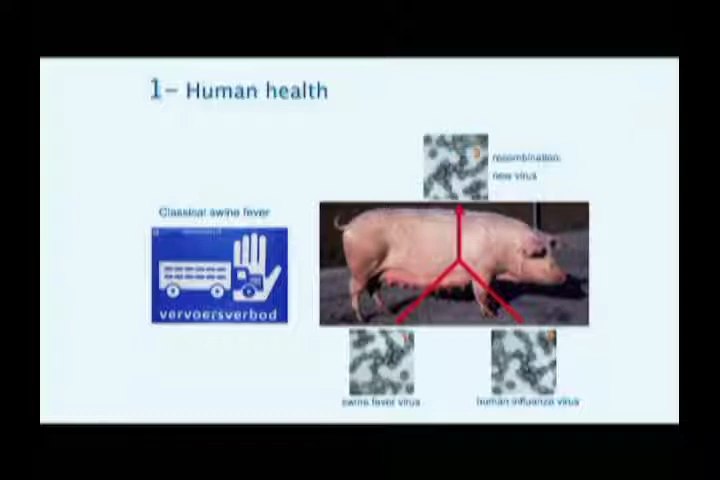 1- Human health
recombination:
new virus
Classical swine fever
vervoersverbod
swine fever virus
human influenza virus